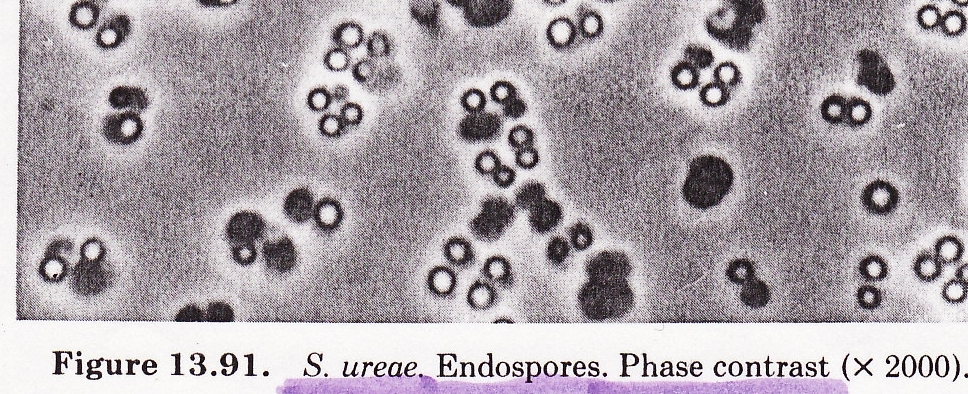 Figure 13.91. S. ureae. Endospores. Phase contrast (× 2000).